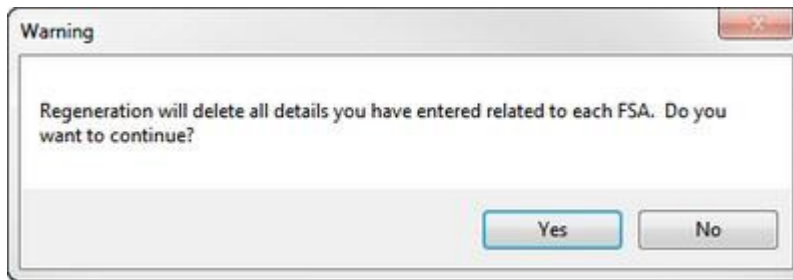 Warning
Regeneration will delete all details you have entered related to each FSA.  Do you
want to continue?
Yes
No